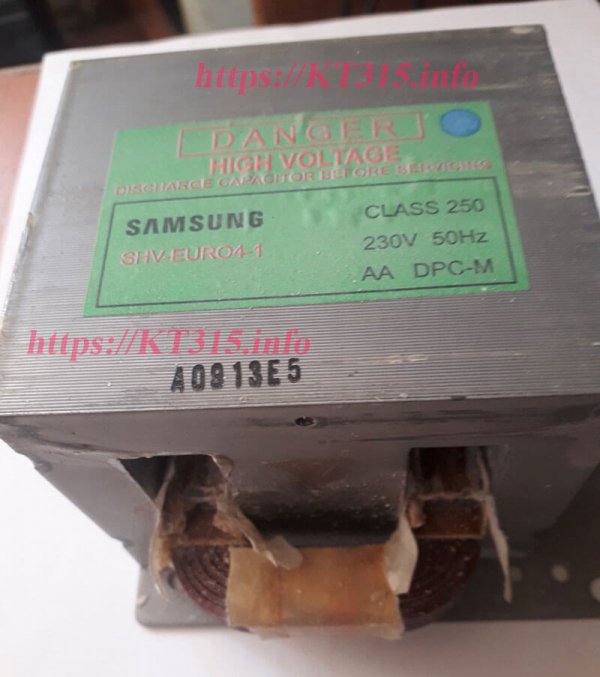 https://KT315.info
DANGER
HIGH VOLTAGE
DISCHARGE CAPACITOR BEFORE SERVICING
SAMSUNG
CLASS 250
SHV-EURO4-1
230V 50Hz
AA DPC-M
https://KT315.info
A0913E5